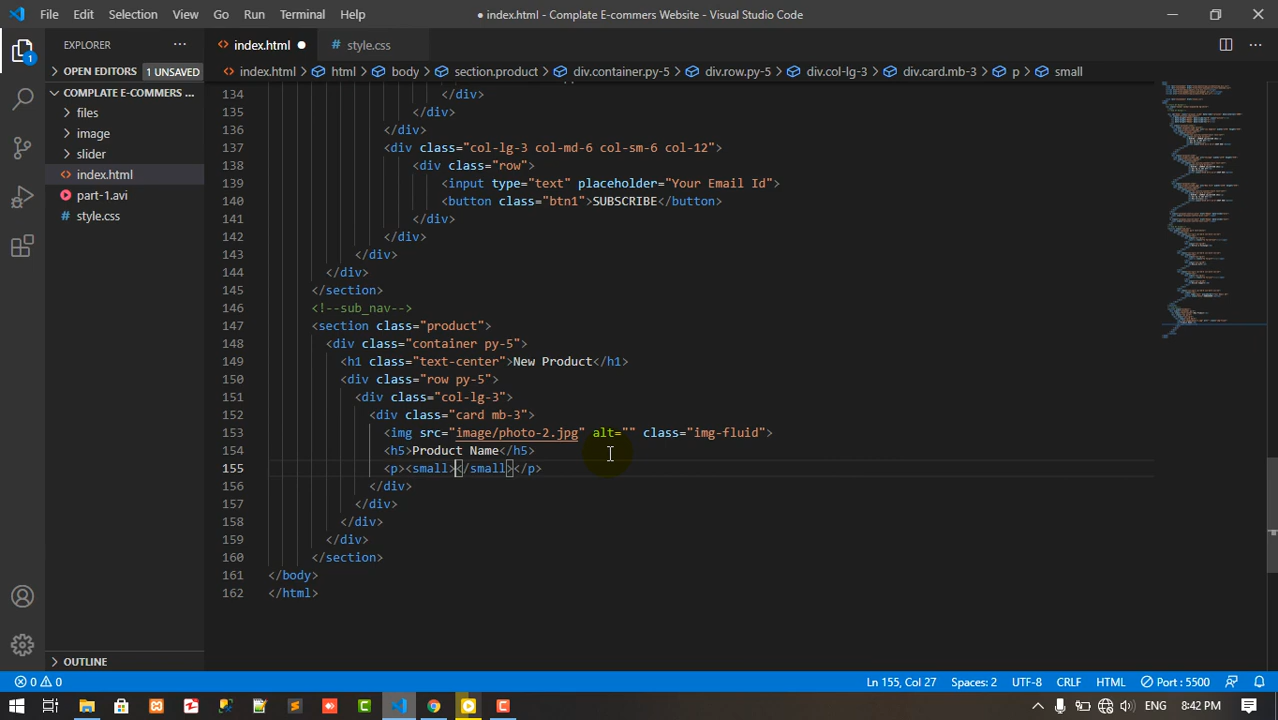 File Edit Selection View Go Run Terminal Help
● index.html - Complate E-commers Website - Visual Studio Code
EXPLORER
OPEN EDITORS 1 UNSAVED
COMPLATE E-COMMERS ...
files
image
slider
index.html
part-1.avi
style.css
OUTLINE
1
<> index.html ●
# style.css
<> index.html > html > body > section.product > div.container.py-5 > div.row.py-5 > div.col-lg-3 > div.card.mb-3 > p > small
134 </div>
135 </div>
136 </div>
137 <div class="col-lg-3 col-md-6 col-sm-6 col-12">
138 <div class="row">
139 <input type="text" placeholder="Your Email Id">
140 <button class="btn1">SUBSCRIBE</button>
141 </div>
142 </div>
143 </div>
144 </div>
145 </section>
146 <!--sub_nav-->
147 <section class="product">
148 <div class="container py-5">
149 <h1 class="text-center">New Product</h1>
150 <div class="row py-5">
151 <div class="col-lg-3">
152 <div class="card mb-3">
153 <img src="image/photo-2.jpg" alt="" class="img-fluid">
154 <h5>Product Name</h5>
155 <p><small></small></p>
156 </div>
157 </div>
158 </div>
159 </div>
160 </section>
161 </body>
162 </html>
0 0
Ln 155, Col 27 Spaces: 2 UTF-8 CRLF HTML Port : 5500
ENG 8:42 PM